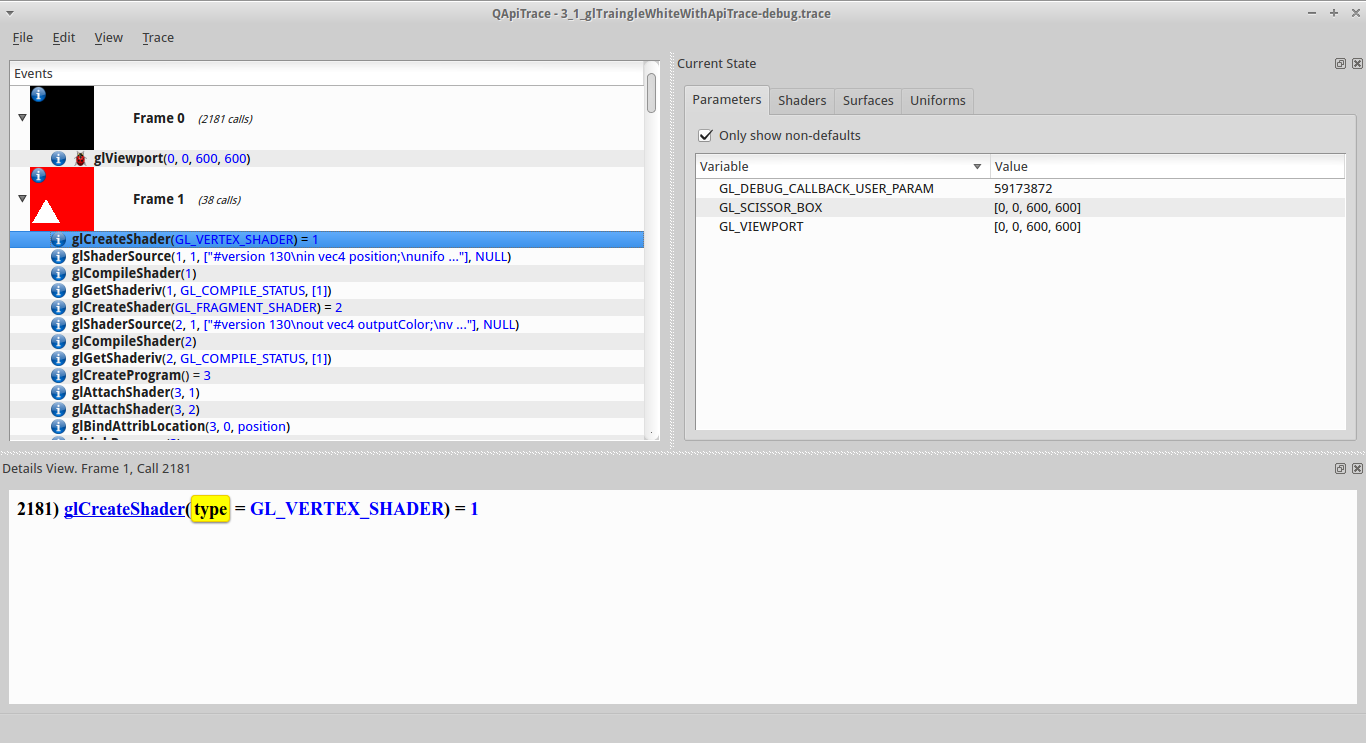 QApiTrace - 3_1_glTraingleWhiteWithApiTrace-debug.trace
File Edit View Trace
Events
Frame 0 (2181 calls)
glViewport(0, 0, 600, 600)
Frame 1 (38 calls)
glCreateShader(GL_VERTEX_SHADER) = 1
glShaderSource(1, 1, ["#version 130\nin vec4 position;\nunifo ..."], NULL)
glCompileShader(1)
glGetShaderiv(1, GL_COMPILE_STATUS, [1])
glCreateShader(GL_FRAGMENT_SHADER) = 2
glShaderSource(2, 1, ["#version 130\nout vec4 outputColor;\nv ..."], NULL)
glCompileShader(2)
glGetShaderiv(2, GL_COMPILE_STATUS, [1])
glCreateProgram() = 3
glAttachShader(3, 1)
glAttachShader(3, 2)
glBindAttribLocation(3, 0, position)
Current State
Parameters Shaders Surfaces Uniforms
Only show non-defaults
Variable Value
GL_DEBUG_CALLBACK_USER_PARAM 59173872
GL_SCISSOR_BOX [0, 0, 600, 600]
GL_VIEWPORT [0, 0, 600, 600]
Details View. Frame 1, Call 2181
2181) glCreateShader(type = GL_VERTEX_SHADER) = 1